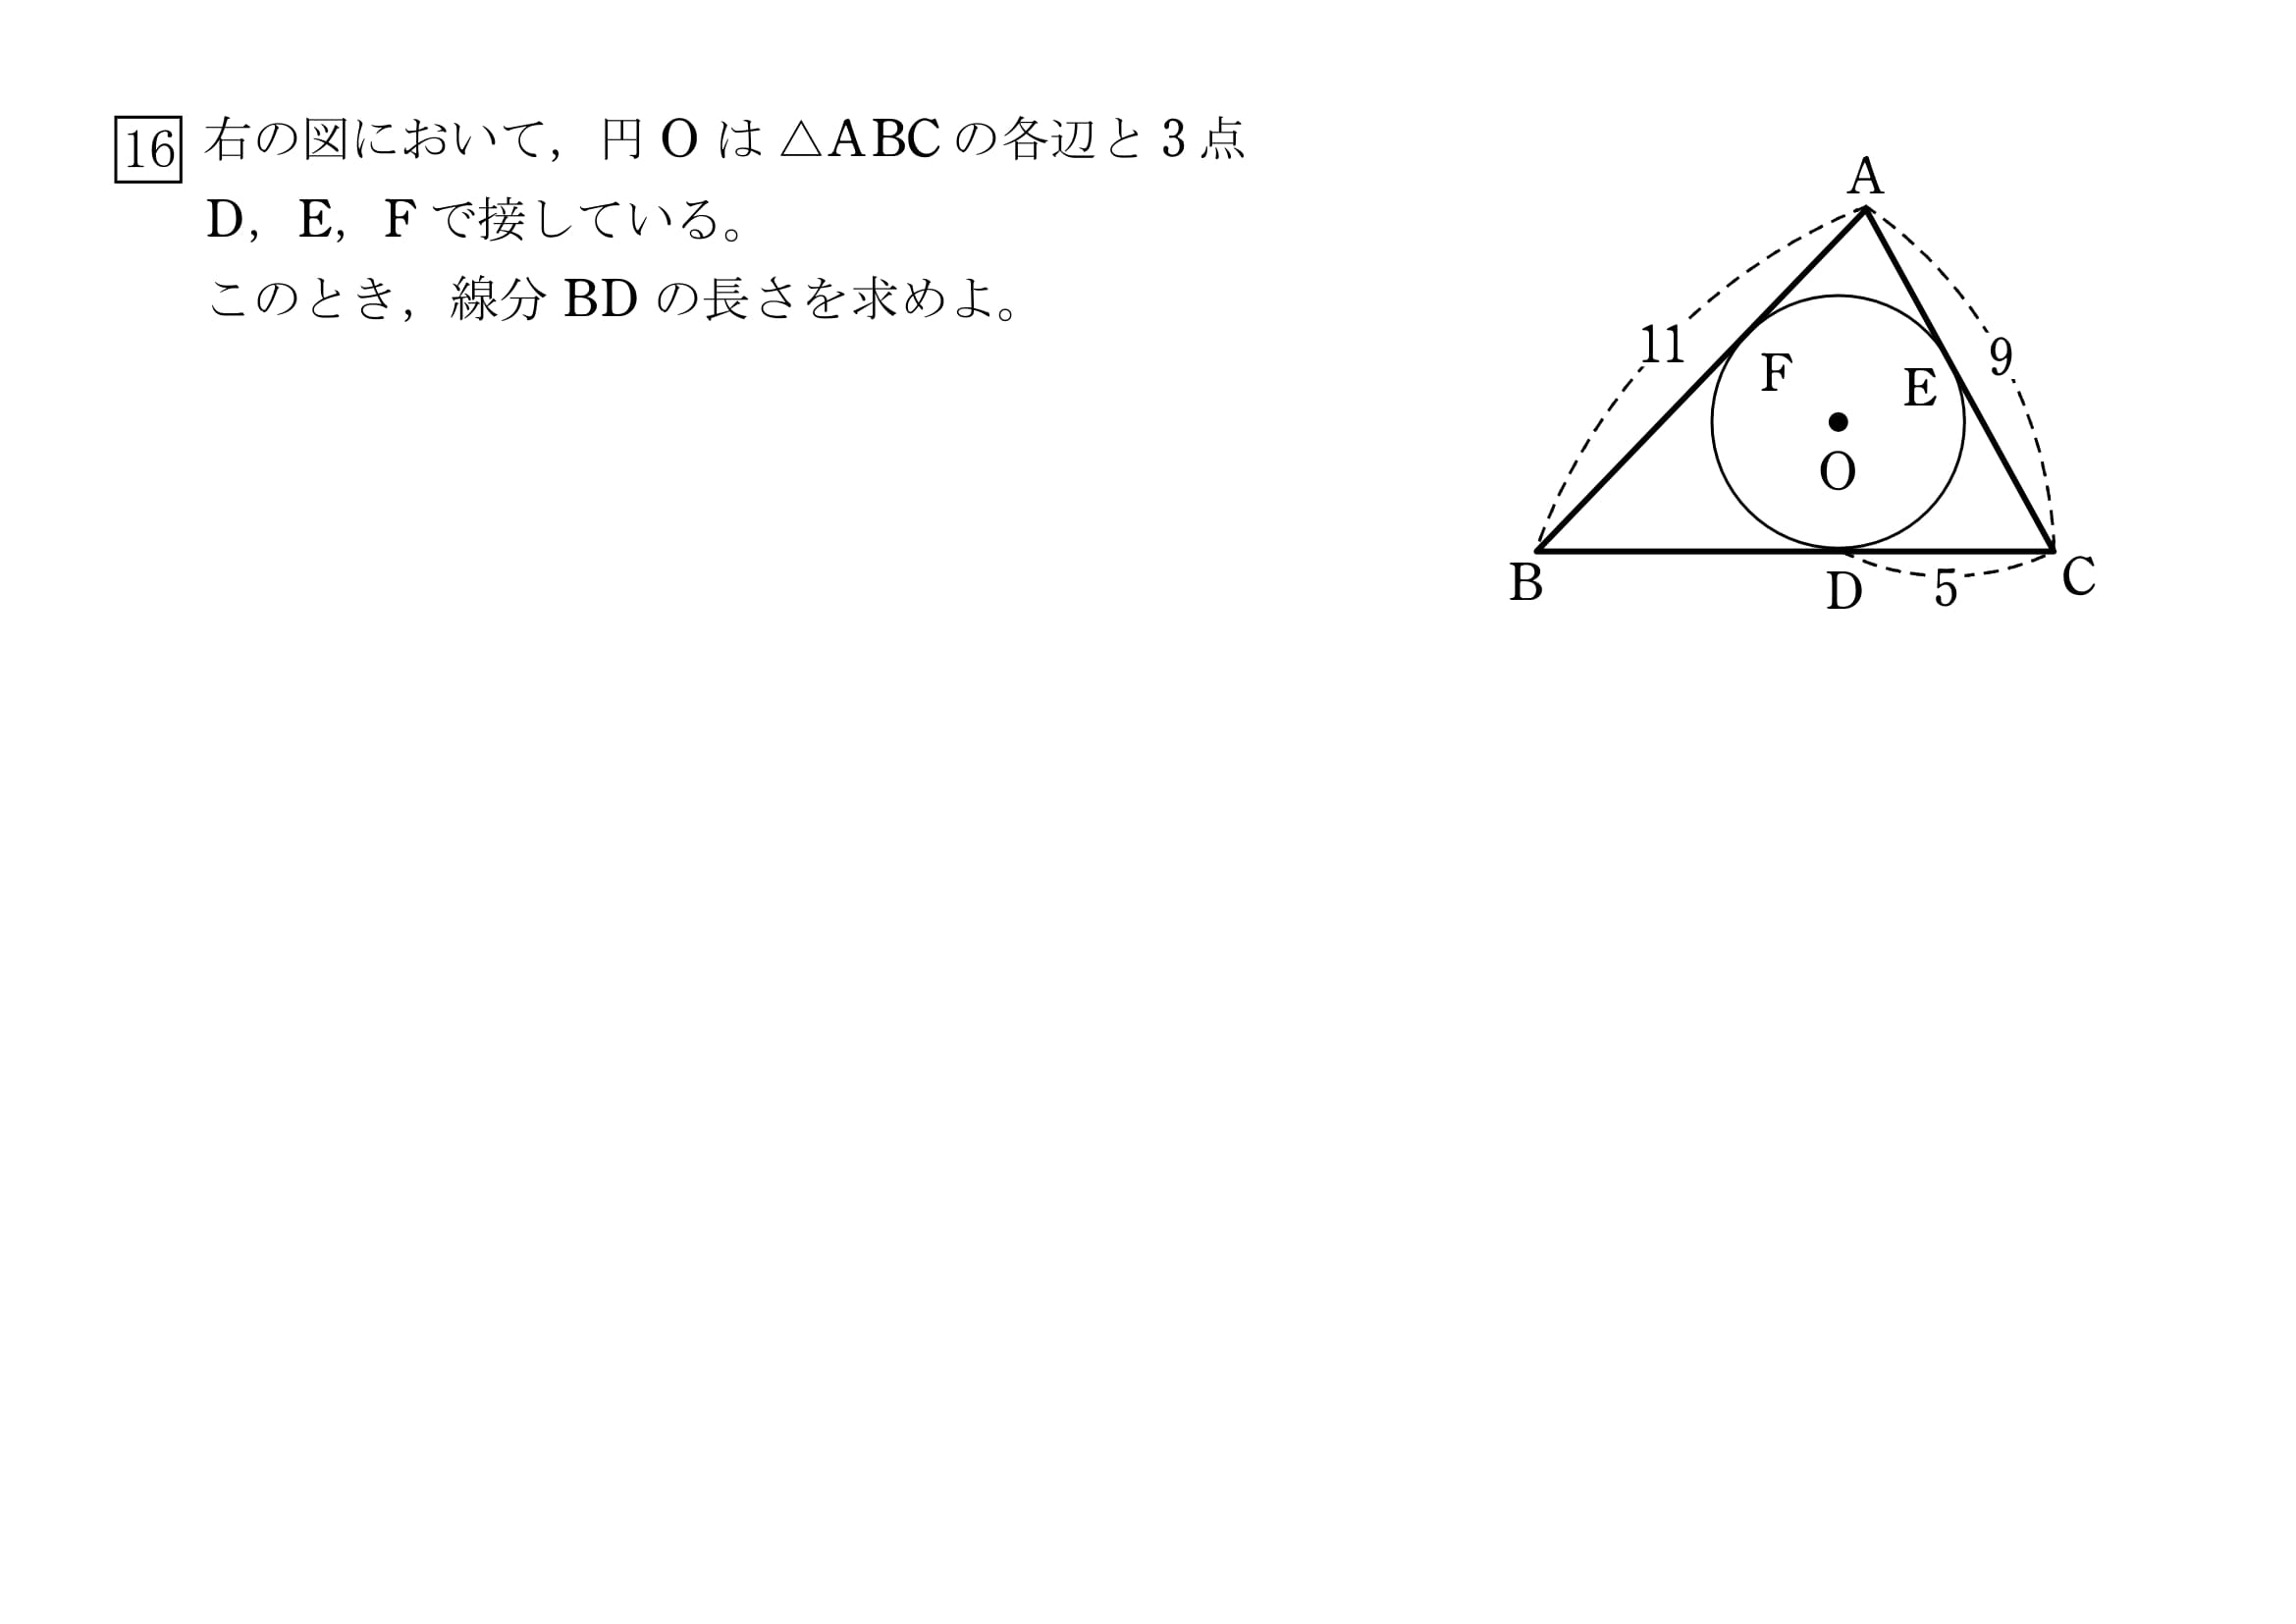 16 右の図において，円 O は △ABC の各辺と 3 点
D，E，F で接している。
このとき，線分 BD の長さを求めよ。
A
11
9
F
E
O
B
D
5
C